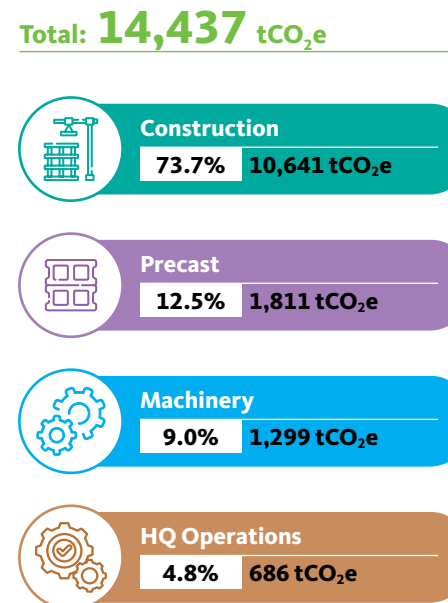 Total: 14,437 tCO₂e
Construction
73.7% 10,641 tCO₂e
Precast
12.5% 1,811 tCO₂e
Machinery
9.0% 1,299 tCO₂e
HQ Operations
4.8% 686 tCO₂e